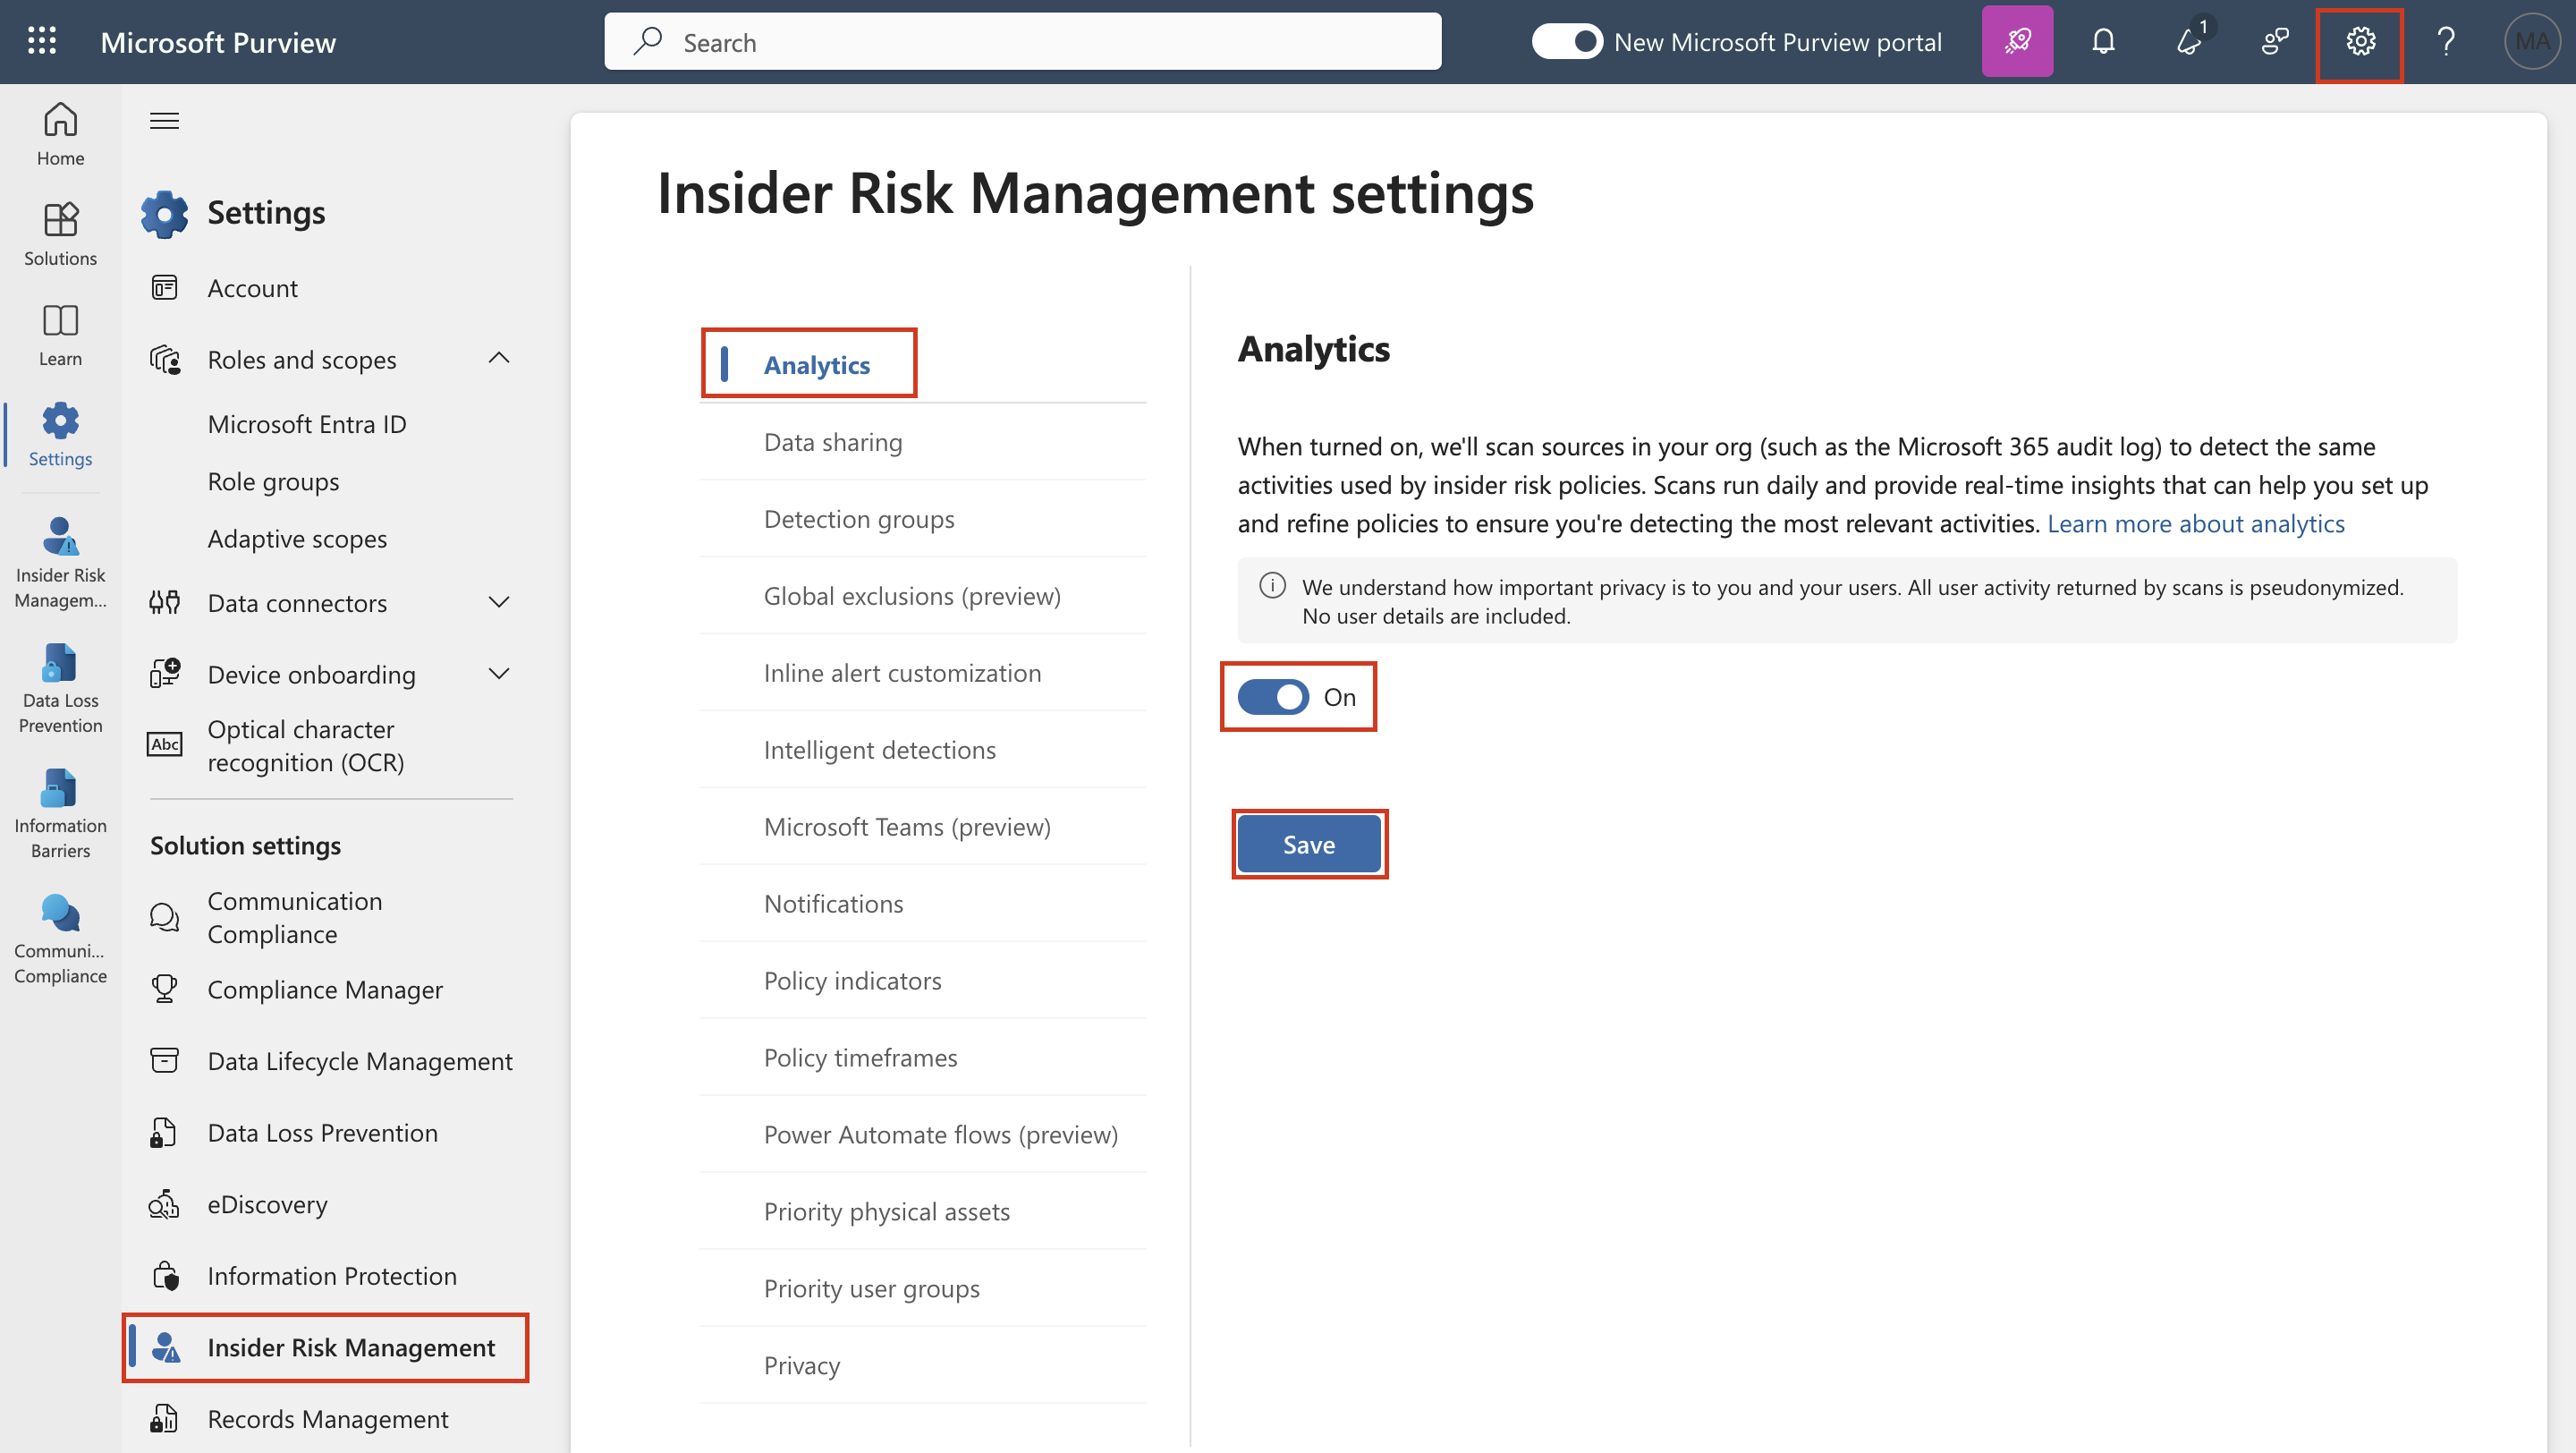 Microsoft Purview
Search
New Microsoft Purview portal
1
MA
Home
Solutions
Learn
Settings
Insider Risk
Managem...
Data Loss
Prevention
Information
Barriers
Communi...
Compliance
Settings
Account
Roles and scopes
Microsoft Entra ID
Role groups
Adaptive scopes
Data connectors
Device onboarding
Abc
Optical character
recognition (OCR)
Solution settings
Communication
Compliance
Compliance Manager
Data Lifecycle Management
Data Loss Prevention
eDiscovery
Information Protection
Insider Risk Management
Records Management
Insider Risk Management settings
Analytics
Data sharing
Detection groups
Global exclusions (preview)
Inline alert customization
Intelligent detections
Microsoft Teams (preview)
Notifications
Policy indicators
Policy timeframes
Power Automate flows (preview)
Priority physical assets
Priority user groups
Privacy
Analytics
When turned on, we'll scan sources in your org (such as the Microsoft 365 audit log) to detect the same
activities used by insider risk policies. Scans run daily and provide real-time insights that can help you set up
and refine policies to ensure you're detecting the most relevant activities. Learn more about analytics
We understand how important privacy is to you and your users. All user activity returned by scans is pseudonymized.
No user details are included.
On
Save